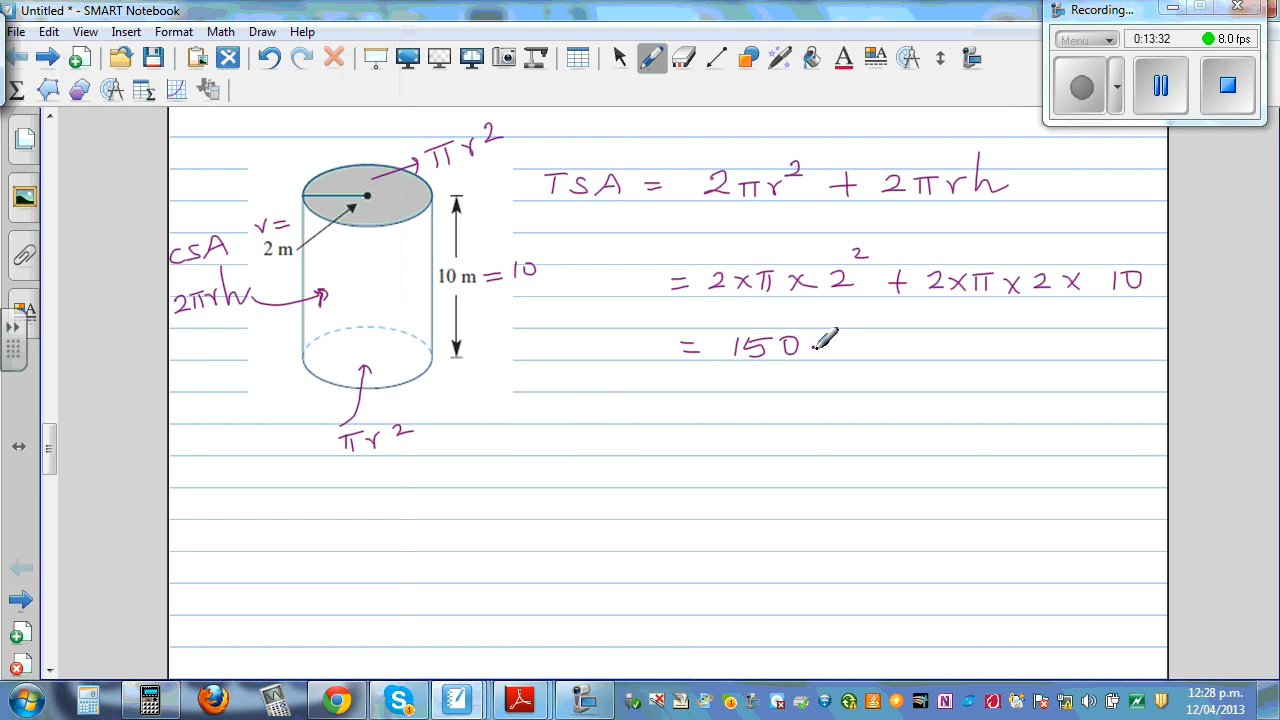 Untitled * - SMART Notebook
File Edit View Insert Format Math Draw Help
Recording...
Menu
0:13:32
8.0 fps
πr²
TSA = 2πr² + 2πrh
r =
2 m
CSA
2πrh
10 m = 10
= 2×π×2² + 2×π×2×10
= 150.
πr²
12:28 p.m.
12/04/2013